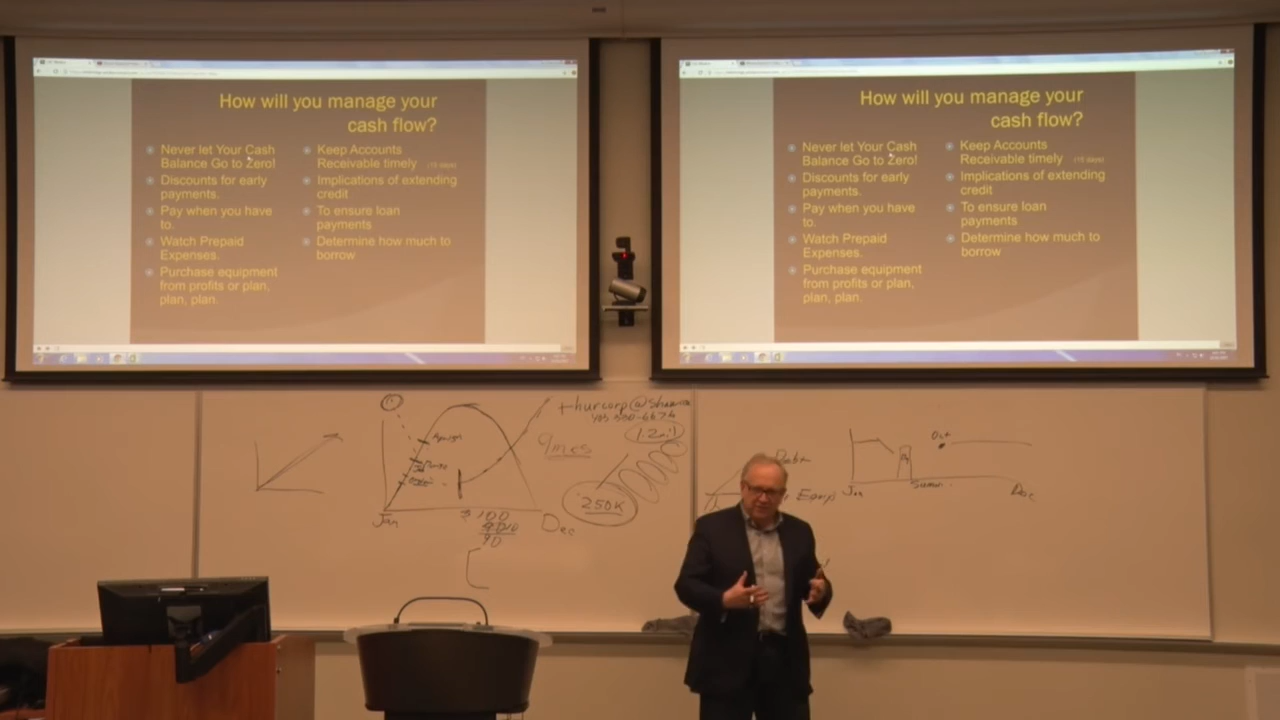 How will you manage your
cash flow?
Never let Your Cash
Balance Go to Zero!
Discounts for early
payments.
Pay when you have
to.
Watch Prepaid
Expenses.
Purchase equipment
from profits or plan,
plan, plan.
Keep Accounts
Receivable timely (15 days)
Implications of extending
credit
To ensure loan
payments
Determine how much to
borrow
How will you manage your
cash flow?
Never let Your Cash
Balance Go to Zero!
Discounts for early
payments.
Pay when you have
to.
Watch Prepaid
Expenses.
Purchase equipment
from profits or plan,
plan, plan.
Keep Accounts
Receivable timely (15 days)
Implications of extending
credit
To ensure loan
payments
Determine how much to
borrow
Jan
Dec
100
90
9mes
250K
1.2mil
Debt
Jan
Out
Dec